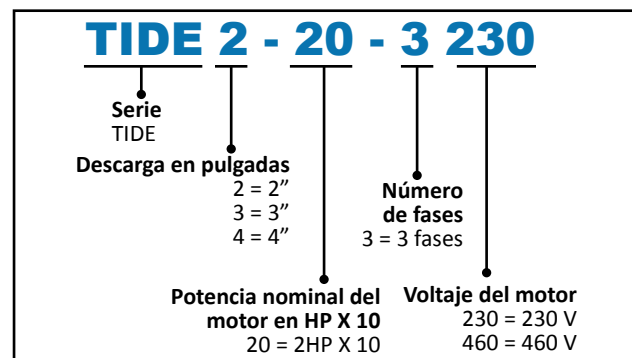 TIDE 2 - 20 - 3 230
Serie
TIDE
Descarga en pulgadas
2 = 2”
3 = 3”
4 = 4”
Número
de fases
3 = 3 fases
Potencia nominal del
motor en HP X 10
20 = 2HP X 10
Voltaje del motor
230 = 230 V
460 = 460 V